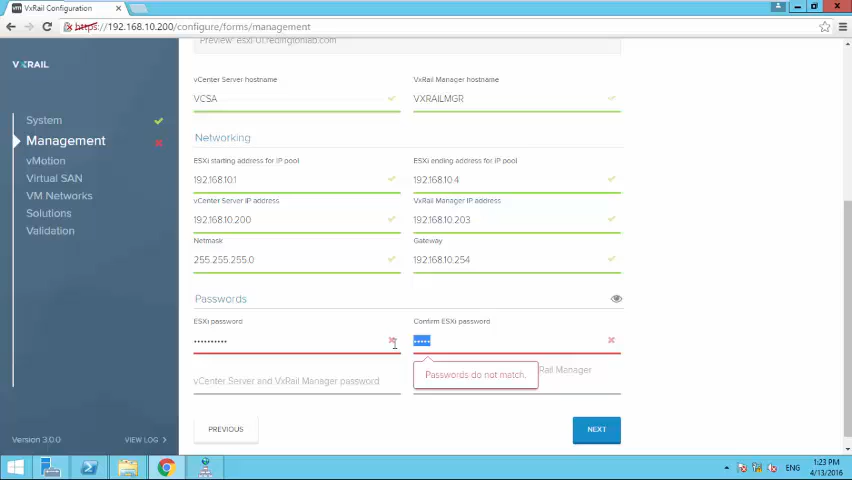 VxRail Configuration
https://192.168.10.200/configure/forms/management
Preview: esxi-01.redingtonlab.com
VXRAIL
System
Management
vMotion
Virtual SAN
VM Networks
Solutions
Validation
Version 3.0.0
VIEW LOG >
vCenter Server hostname
VxRail Manager hostname
VCSA
VXRAILMGR
Networking
ESXi starting address for IP pool
ESXi ending address for IP pool
192.168.10.1
192.168.10.4
vCenter Server IP address
VxRail Manager IP address
192.168.10.200
192.168.10.203
Netmask
Gateway
255.255.255.0
192.168.10.254
Passwords
ESXi password
Confirm ESXi password
••••••••••
•••••
Passwords do not match.
Rail Manager
vCenter Server and VxRail Manager password
PREVIOUS
NEXT
ENG
1:23 PM
4/13/2016